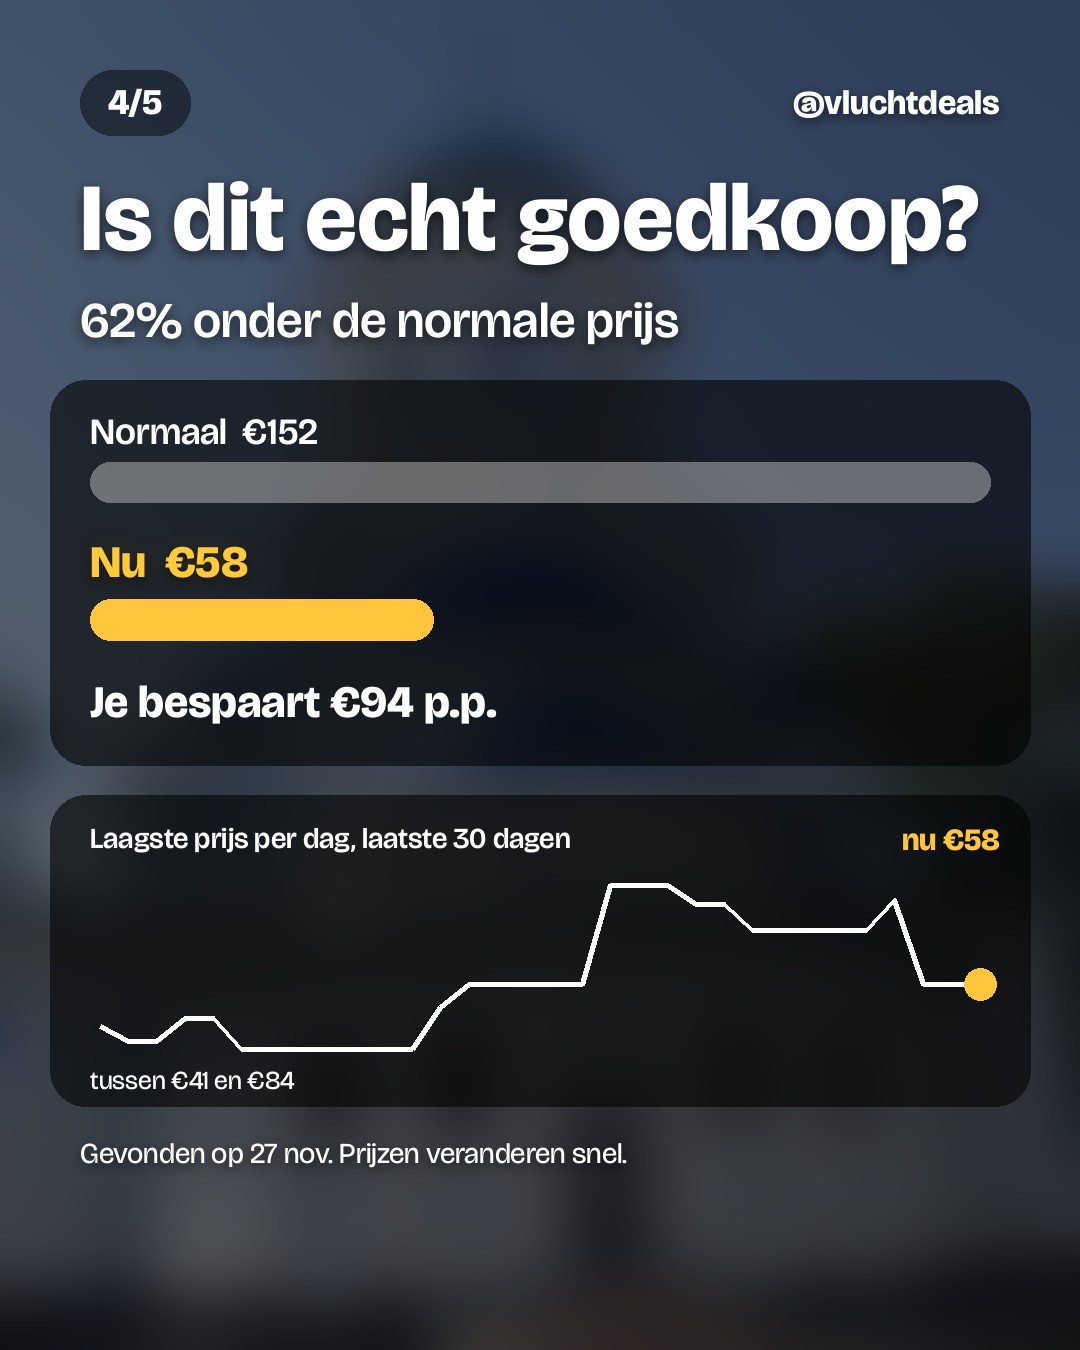 4/5
@vluchtdeals
Is dit echt goedkoop?
62% onder de normale prijs
Normaal €152
Nu €58
Je bespaart €94 p.p.
Laagste prijs per dag, laatste 30 dagen
nu €58
tussen €41 en €84
Gevonden op 27 nov. Prijzen veranderen snel.